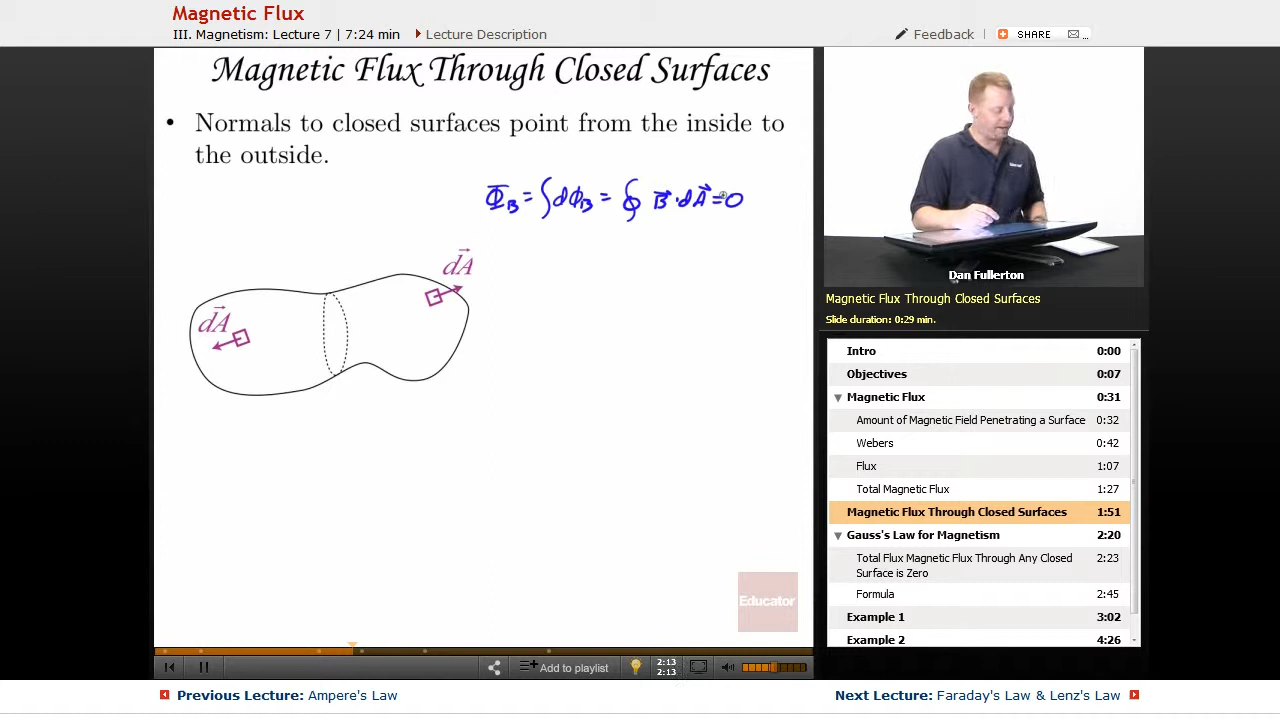 Magnetic Flux
III. Magnetism: Lecture 7 | 7:24 min
Lecture Description
Feedback
SHARE
...
Magnetic Flux Through Closed Surfaces
• Normals to closed surfaces point from the inside to
the outside.
Φ_B = ∫dϕ_B = ∮ B⃗·dA⃗ = 0
dA⃗
dA⃗
Educator
Dan Fullerton
Magnetic Flux Through Closed Surfaces
Slide duration: 0:29 min.
Intro 0:00
Objectives 0:07
Magnetic Flux 0:31
Amount of Magnetic Field Penetrating a Surface 0:32
Webers 0:42
Flux 1:07
Total Magnetic Flux 1:27
Magnetic Flux Through Closed Surfaces 1:51
Gauss's Law for Magnetism 2:20
Total Flux Magnetic Flux Through Any Closed 2:23
Surface is Zero
Formula 2:45
Example 1 3:02
Example 2 4:26
Add to playlist
2:13
2:13
Previous Lecture: Ampere's Law
Next Lecture: Faraday's Law & Lenz's Law